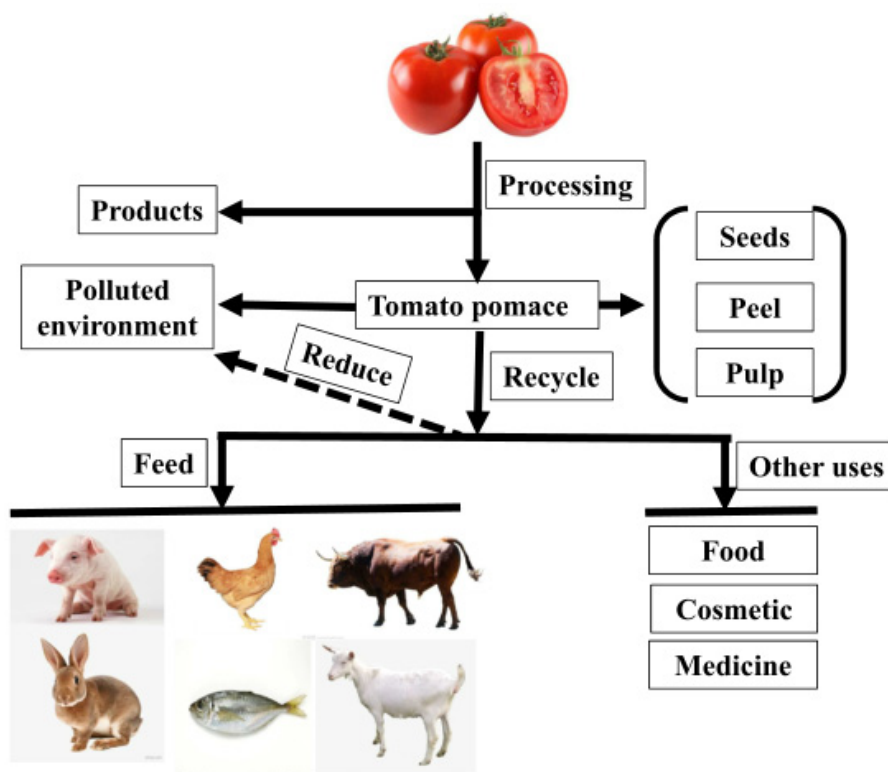 Processing
Products
Seeds
Polluted
environment
Tomato pomace
Peel
Reduce
Recycle
Pulp
Feed
Other uses
Food
Cosmetic
Medicine